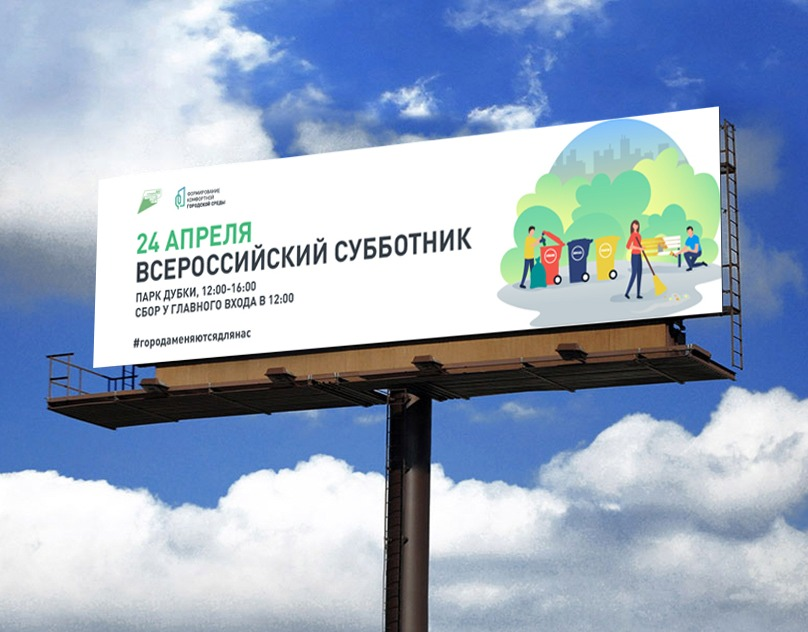 ФОРМИРОВАНИЕ
КОМФОРТНОЙ
ГОРОДСКОЙ СРЕДЫ
24 АПРЕЛЯ
ВСЕРОССИЙСКИЙ СУББОТНИК
ПАРК ДУБКИ, 12:00-16:00
СБОР У ГЛАВНОГО ВХОДА В 12:00
#городаменяютсядлянас